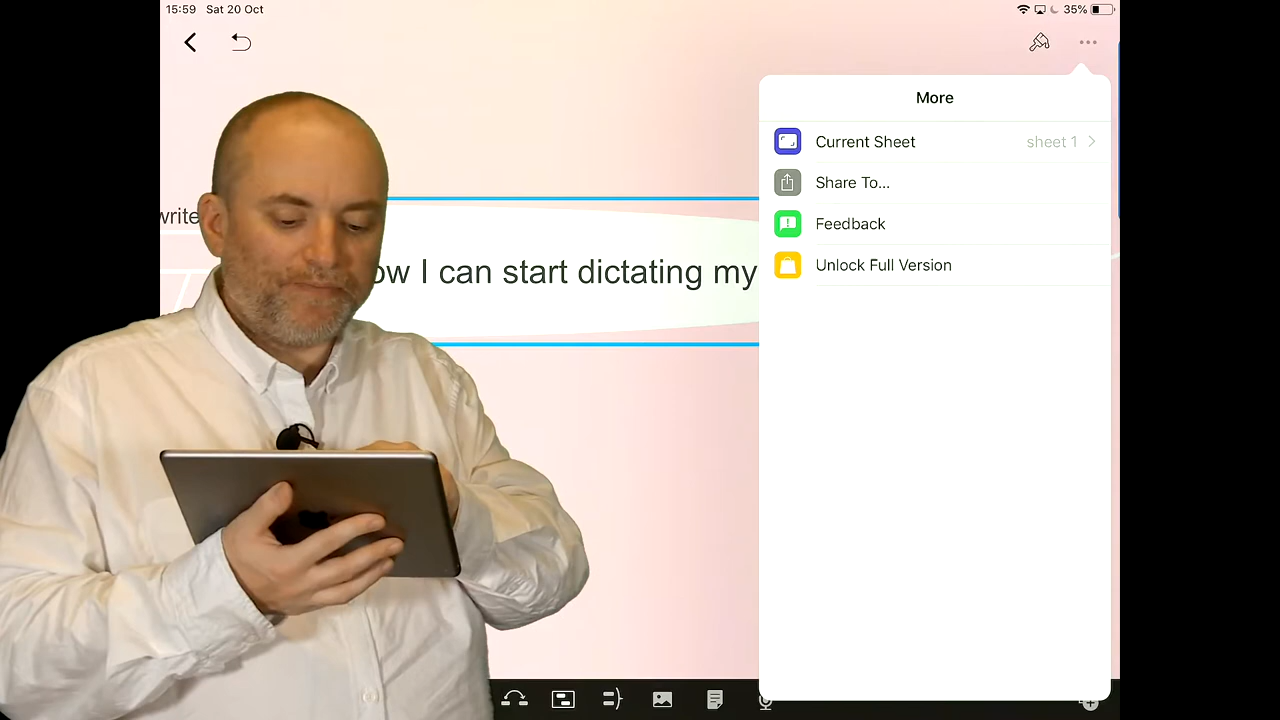 15:59 Sat 20 Oct 35%
More
Current Sheet sheet 1
Share To...
write
Feedback
ow I can start dictating my
Unlock Full Version